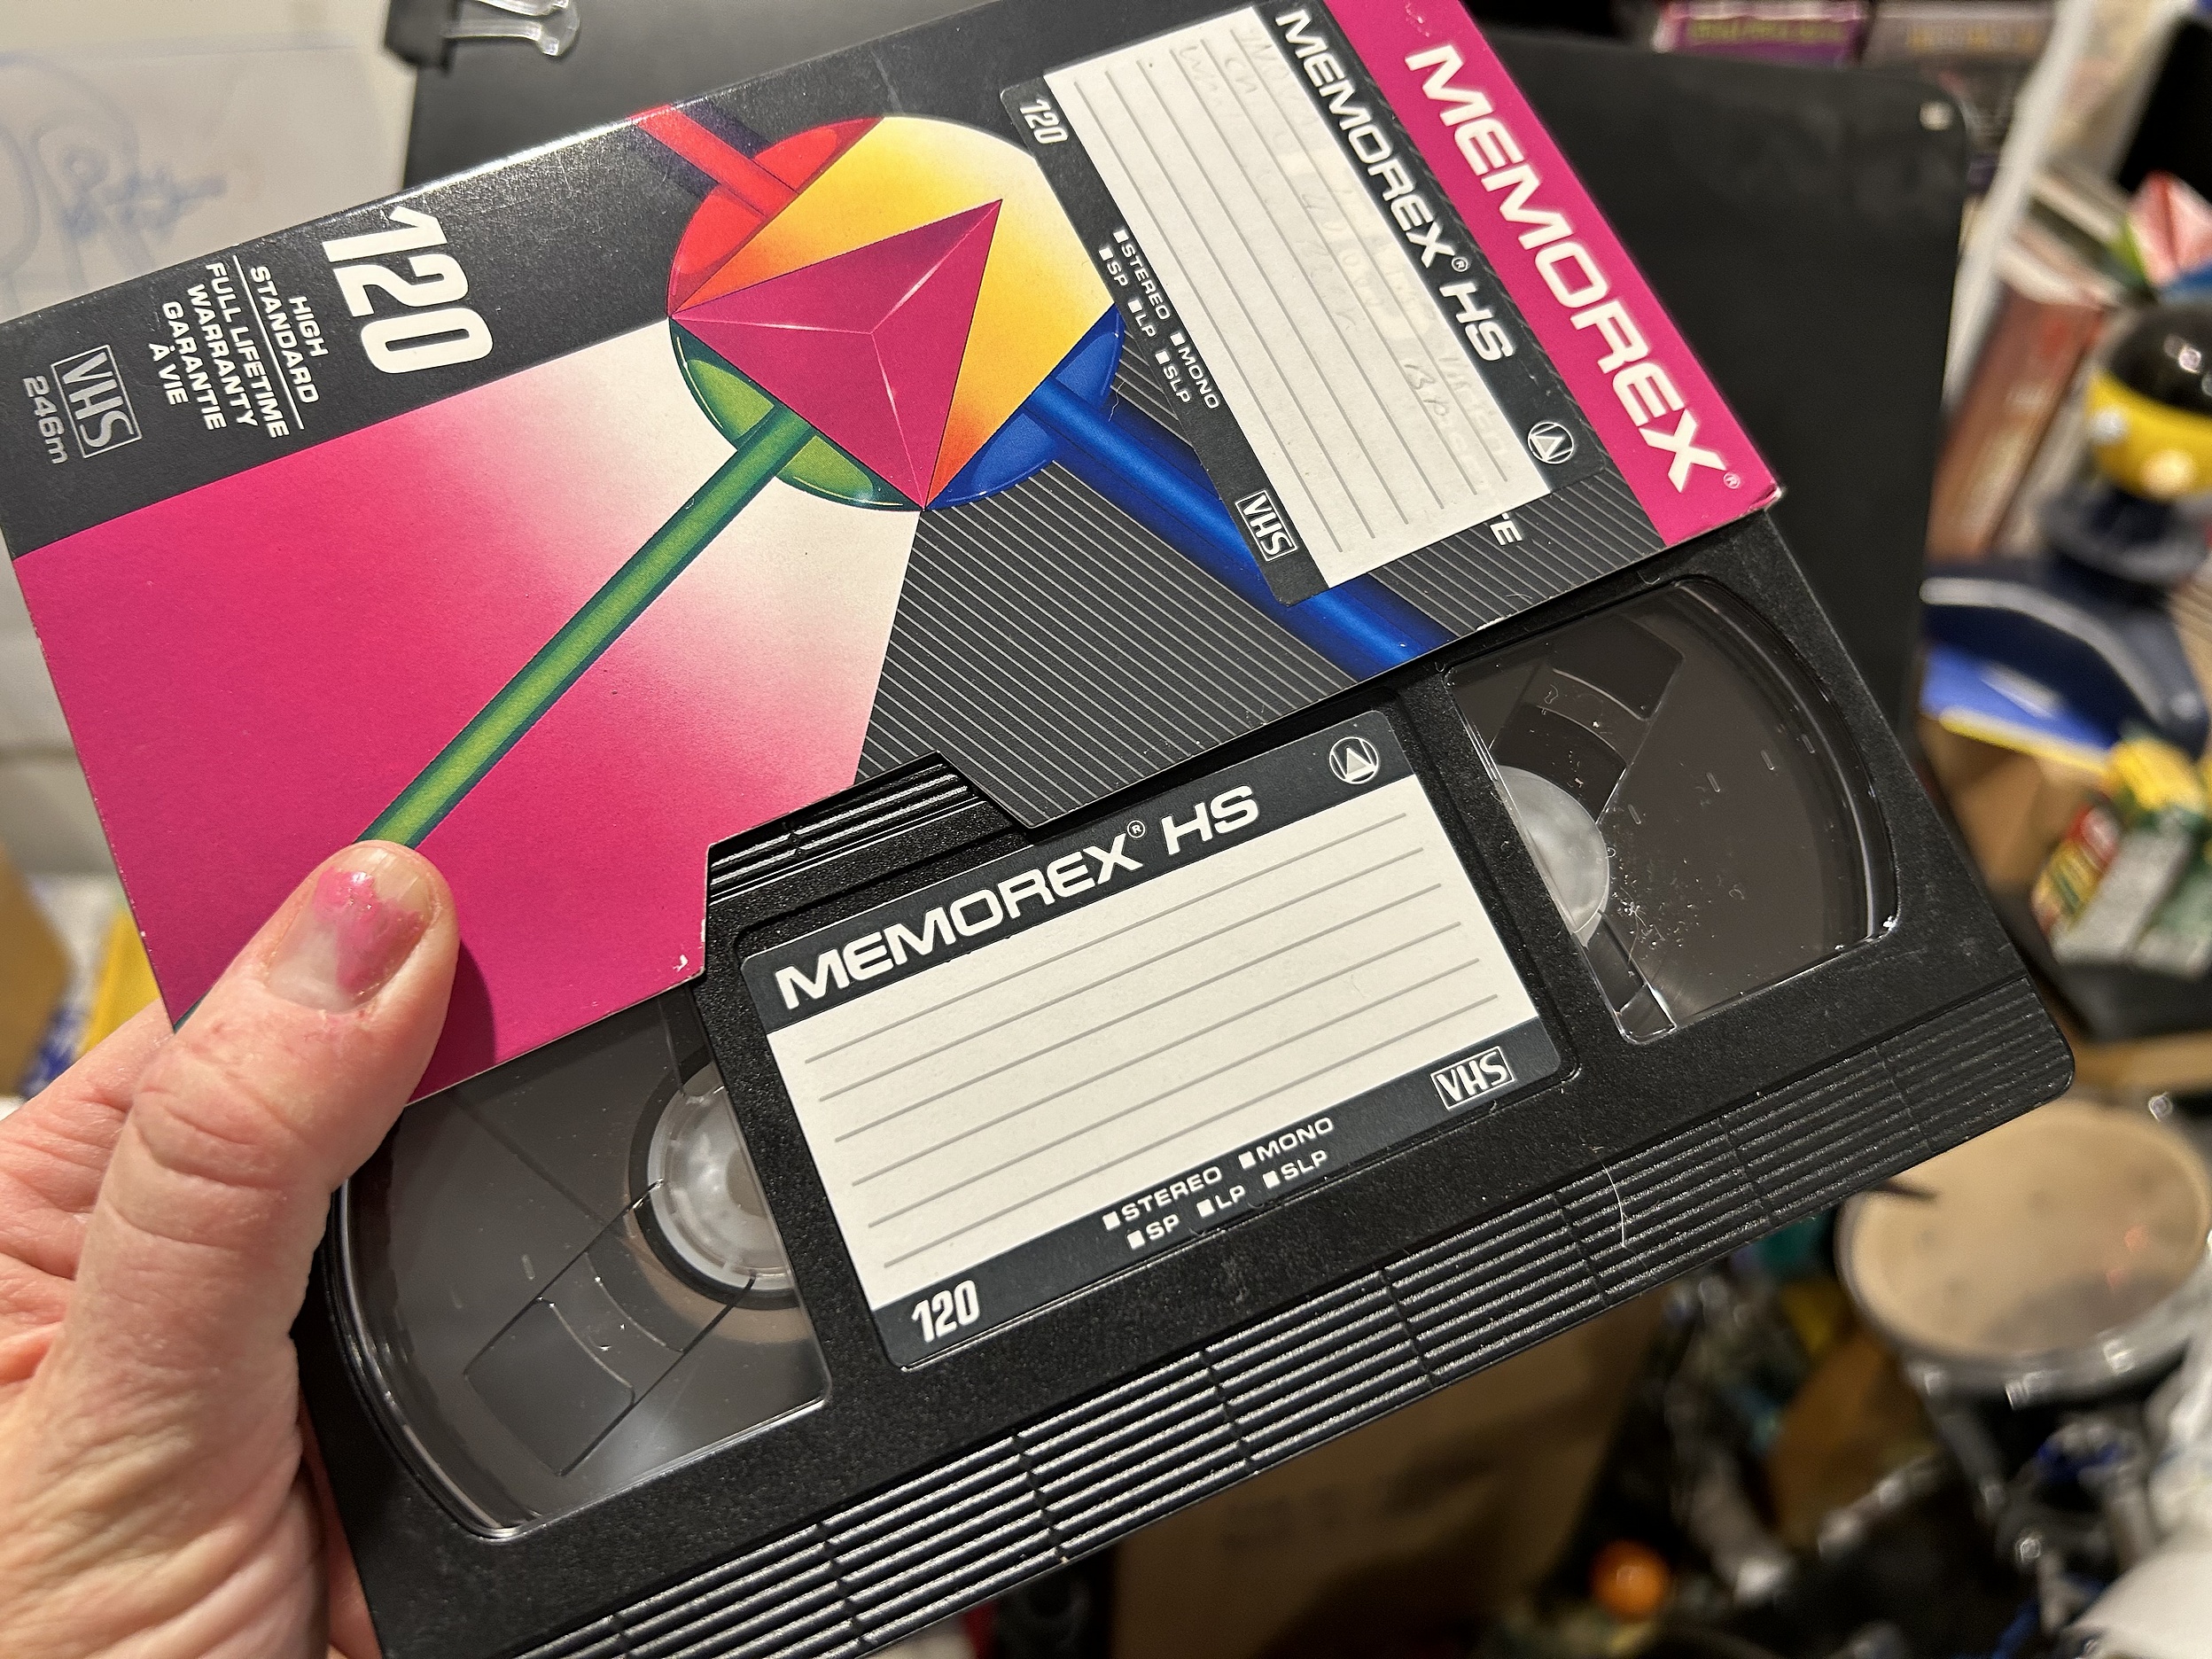 MEMOREX®
MEMOREX® HS
120
■STEREO ■MONO
■SP ■LP ■SLP
VHS
TE
120
HIGH
STANDARD
FULL LIFETIME
WARRANTY
GARANTIE
À VIE
VHS
246m
MEMOREX® HS
VHS
■STEREO ■MONO
■SP ■LP ■SLP
120